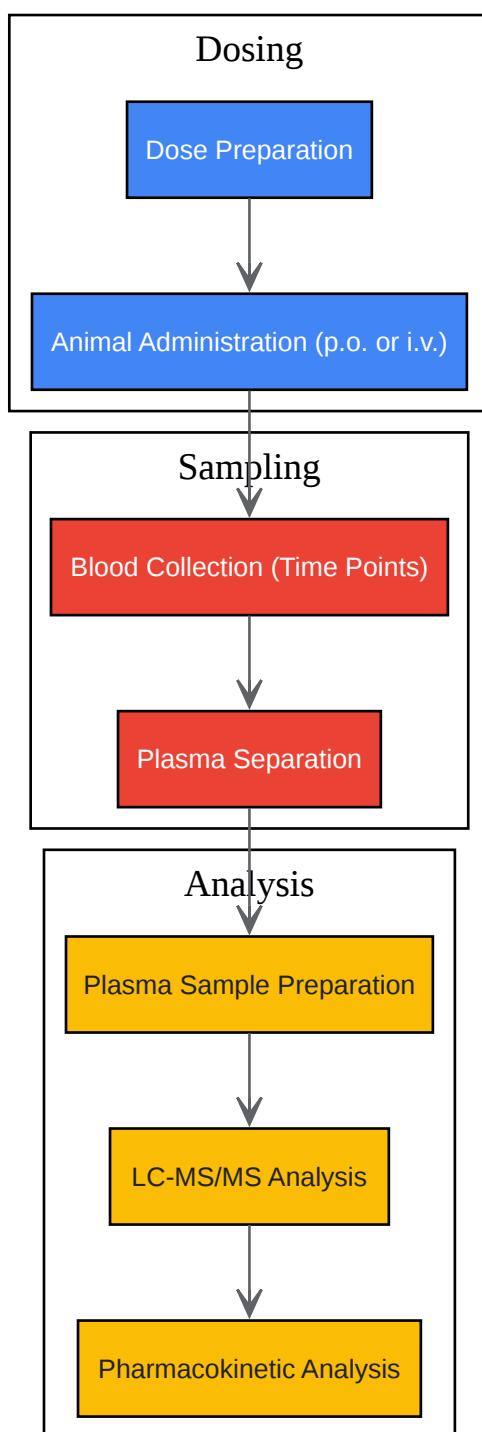 Dosing
Dose Preparation
Animal Administration (p.o. or i.v.)
Sampling
Blood Collection (Time Points)
Plasma Separation
Analysis
Plasma Sample Preparation
LC-MS/MS Analysis
Pharmacokinetic Analysis